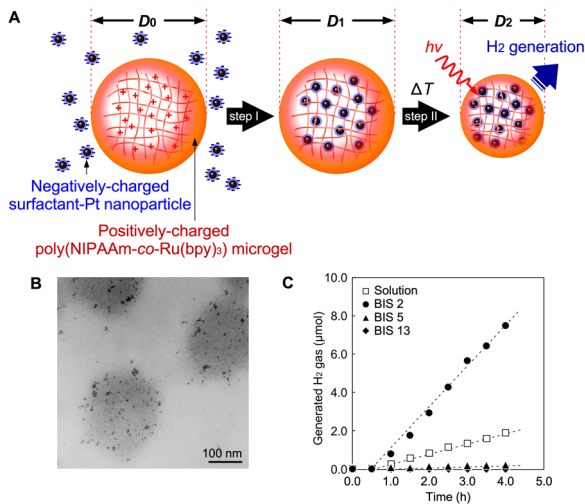 A
D0
D1
D2
H2 generation
hν
ΔT
step I
step II
Negatively-charged
surfactant-Pt nanoparticle
Positively-charged
poly(NIPAAm-co-Ru(bpy)3) microgel
B
100 nm
C
Generated H2 gas (μmol)
10.0
8.0
6.0
4.0
2.0
0.0
Solution
BIS 2
BIS 5
BIS 13
0.0 1.0 2.0 3.0 4.0 5.0
Time (h)